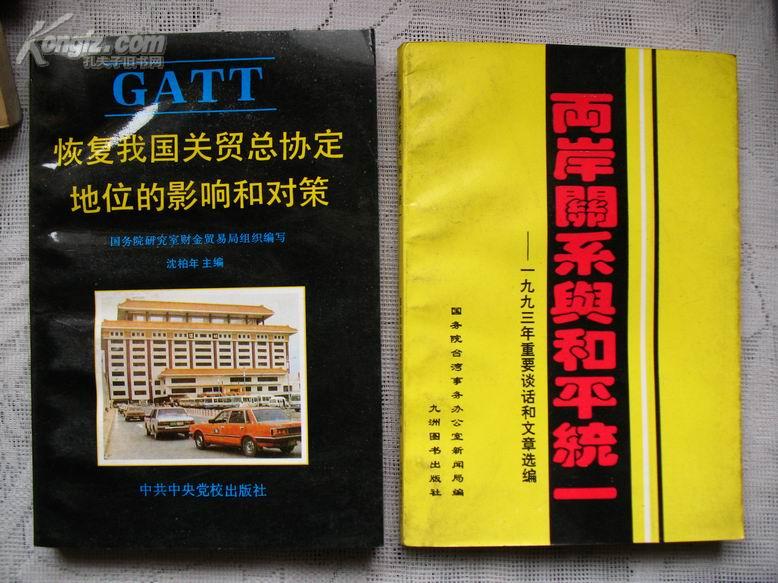 Kongfz.com
孔夫子旧书网
GATT
恢复我国关贸总协定
地位的影响和对策
国务院研究室财金贸易局组织编写
沈柏年 主编
中共中央党校出版社
两岸關系與和平統一
——一九九三年重要谈话和文章选编
国务院台湾事务办公室新闻局编
九洲图书出版社